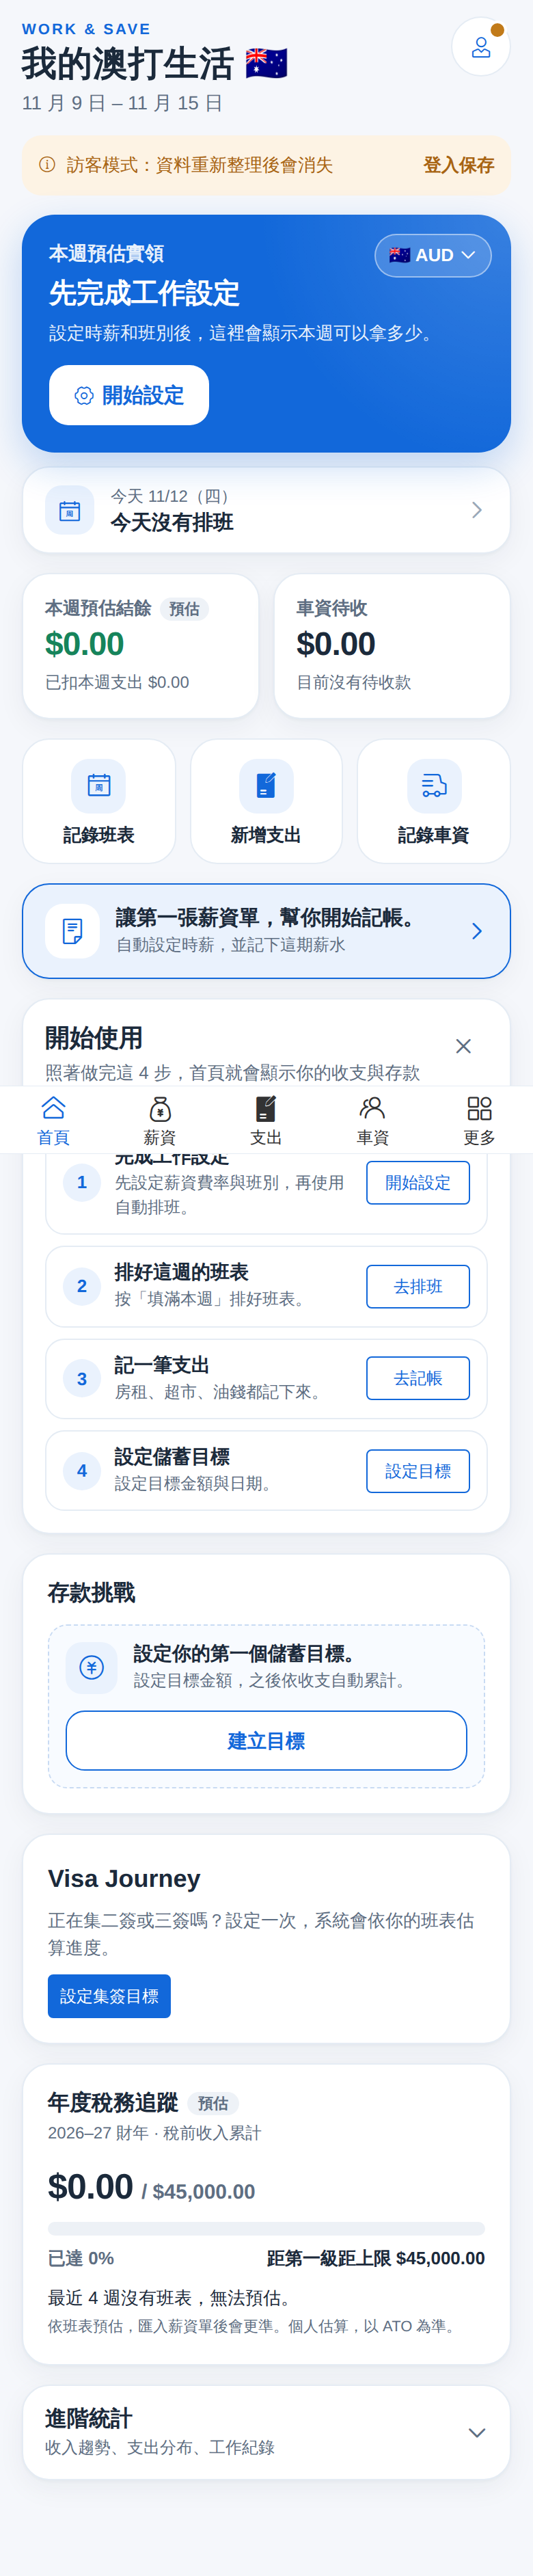 WORK & SAVE
我的澳打生活 🇦🇺
11 月 9 日 – 11 月 15 日
訪客模式：資料重新整理後會消失
登入保存
本週預估實領
🇦🇺 AUD
先完成工作設定
設定時薪和班別後，這裡會顯示本週可以拿多少。
開始設定
今天 11/12（四）
今天沒有排班
本週預估結餘 預估
$0.00
已扣本週支出 $0.00
車資待收
$0.00
目前沒有待收款
記錄班表
新增支出
記錄車資
讓第一張薪資單，幫你開始記帳。
自動設定時薪，並記下這期薪水
開始使用
照著做完這 4 步，首頁就會顯示你的收支與存款
首頁
薪資
支出
車資
更多
1
完成工作設定
先設定薪資費率與班別，再使用
自動排班。
開始設定
2
排好這週的班表
按「填滿本週」排好班表。
去排班
3
記一筆支出
房租、超市、油錢都記下來。
去記帳
4
設定儲蓄目標
設定目標金額與日期。
設定目標
存款挑戰
設定你的第一個儲蓄目標。
設定目標金額，之後依收支自動累計。
建立目標
Visa Journey
正在集二簽或三簽嗎？設定一次，系統會依你的班表估
算進度。
設定集簽目標
年度稅務追蹤 預估
2026–27 財年 · 稅前收入累計
$0.00 / $45,000.00
已達 0%
距第一級距上限 $45,000.00
最近 4 週沒有班表，無法預估。
依班表預估，匯入薪資單後會更準。個人估算，以 ATO 為準。
進階統計
收入趨勢、支出分布、工作紀錄